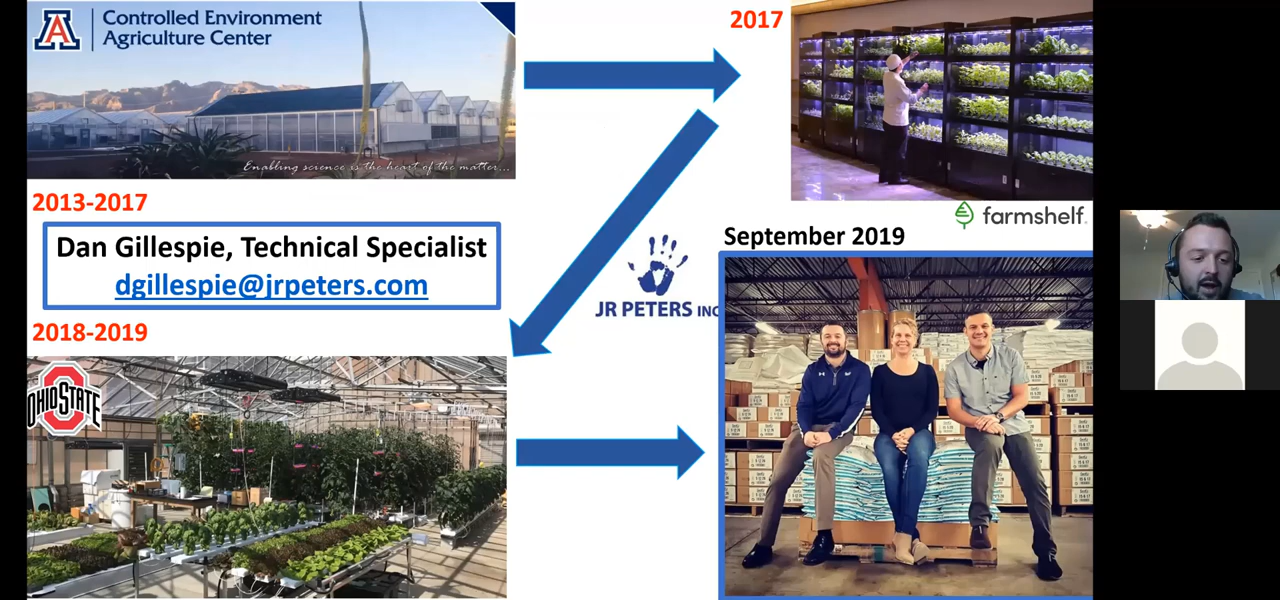 Controlled Environment
Agriculture Center
Enabling science is the heart of the matter...
2013-2017
2017
farmshelf.
Dan Gillespie, Technical Specialist
dgillespie@jrpeters.com
JR PETERS INC
September 2019
2018-2019
OHIO STATE